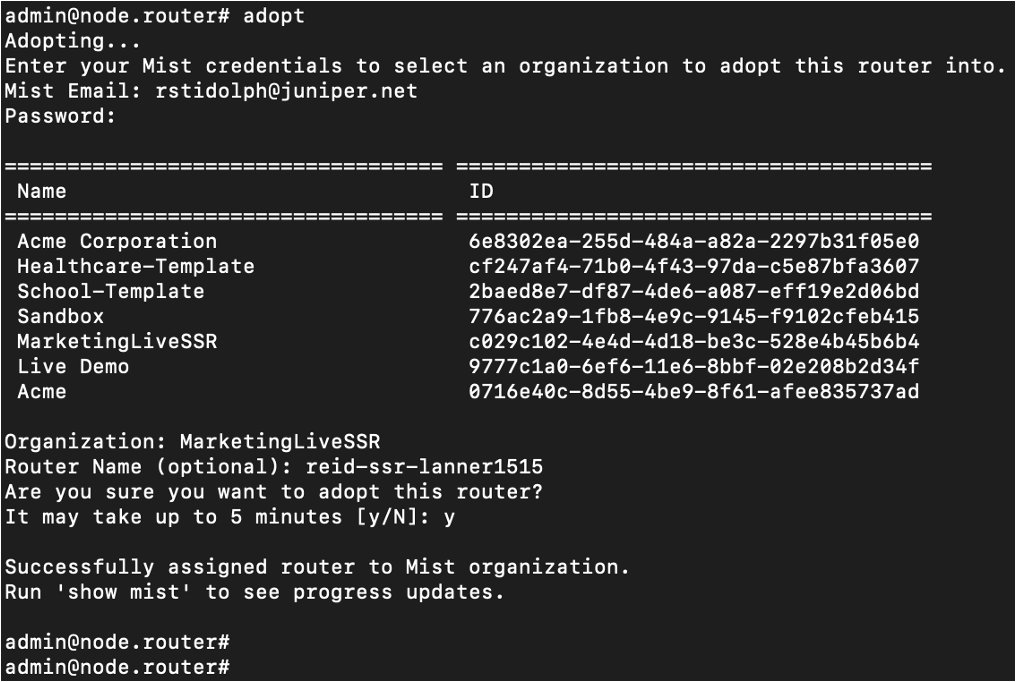 admin@node.router# adopt
Adopting...
Enter your Mist credentials to select an organization to adopt this router into.
Mist Email: rstidolph@juniper.net
Password:
=================================== ======================================
Name ID
=================================== ======================================
Acme Corporation 6e8302ea-255d-484a-a82a-2297b31f05e0
Healthcare-Template cf247af4-71b0-4f43-97da-c5e87bfa3607
School-Template 2baed8e7-df87-4de6-a087-eff19e2d06bd
Sandbox 776ac2a9-1fb8-4e9c-9145-f9102cfeb415
MarketingLiveSSR c029c102-4e4d-4d18-be3c-528e4b45b6b4
Live Demo 9777c1a0-6ef6-11e6-8bbf-02e208b2d34f
Acme 0716e40c-8d55-4be9-8f61-afee835737ad
Organization: MarketingLiveSSR
Router Name (optional): reid-ssr-lanner1515
Are you sure you want to adopt this router?
It may take up to 5 minutes [y/N]: y
Successfully assigned router to Mist organization.
Run 'show mist' to see progress updates.
admin@node.router#
admin@node.router#